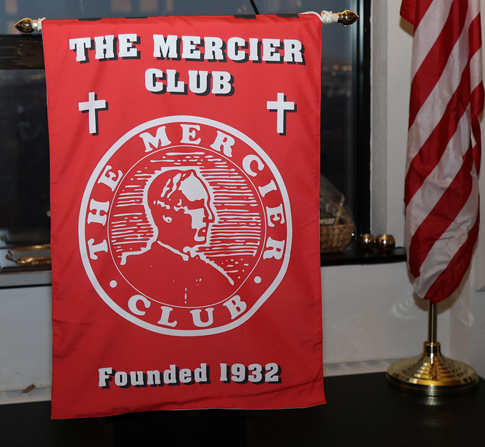 THE MERCIER
CLUB
THE MERCIER
CLUB
Founded 1932